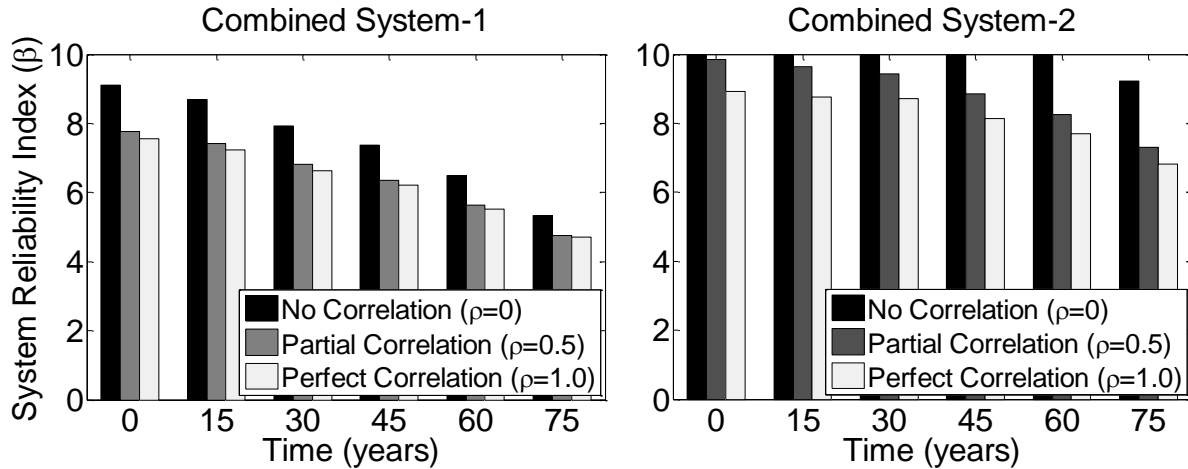 Combined System-1
System Reliability Index (β)
10
8
6
4
2
0
No Correlation (ρ=0)
Partial Correlation (ρ=0.5)
Perfect Correlation (ρ=1.0)
0 15 30 45 60 75
Time (years)
Combined System-2
10
8
6
4
2
0
No Correlation (ρ=0)
Partial Correlation (ρ=0.5)
Perfect Correlation (ρ=1.0)
0 15 30 45 60 75
Time (years)